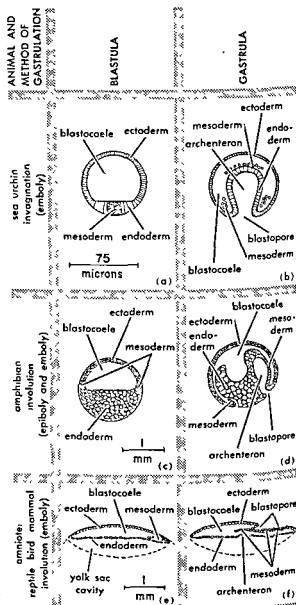 ANIMAL AND
METHOD OF
GASTRULATION
BLASTULA
GASTRULA
sea urchin
invagination
(emboly)
blastocoele
ectoderm
mesoderm
endoderm
75
microns
(a)
ectoderm
mesoderm
archenteron
endo-
derm
blastopore
mesoderm
blastocoele
(b)
amphibian
involution
(epiboly and emboly)
ectoderm
blastocoele
mesoderm
endoderm
1
mm
(c)
blastocoele
ectoderm
endo-
derm
meso-
derm
mesoderm
blastopore
archenteron
(d)
amniote:
reptile bird mammal
involution (emboly)
blastocoele
ectoderm
mesoderm
endoderm
yolk sac
cavity
1
mm
(e)
ectoderm
blastocoele
blastopore
endoderm
mesoderm
archenteron
(f)